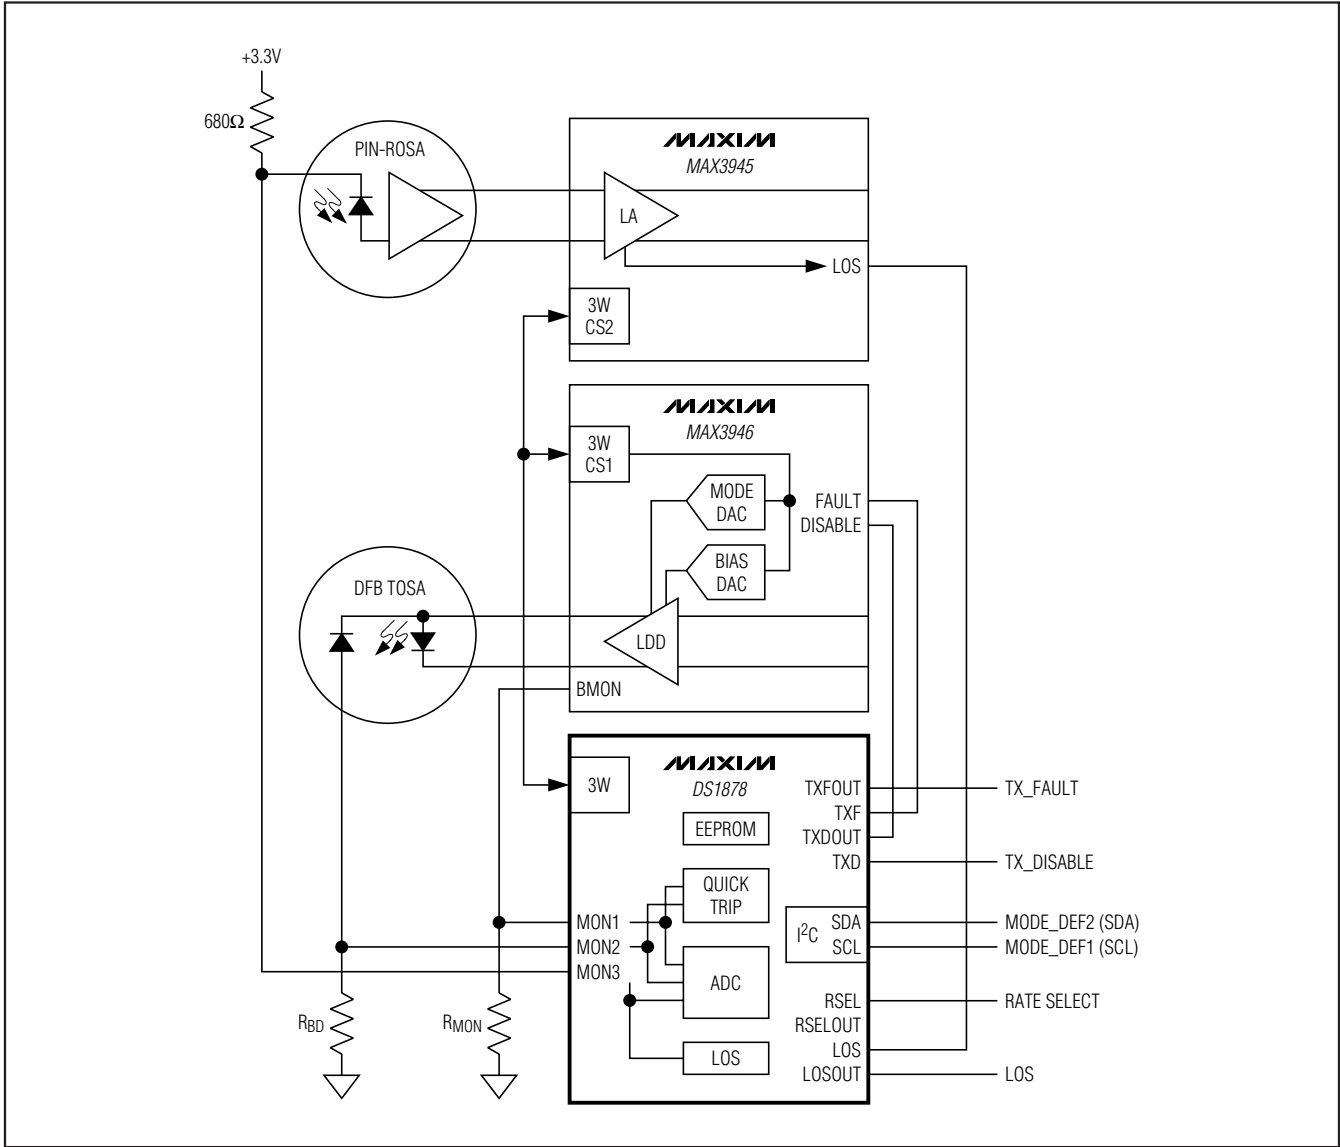 +3.3V
680Ω
PIN-ROSA
MAXIM
MAX3945
LA
LOS
3W
CS2
MAXIM
MAX3946
3W
CS1
MODE
DAC
FAULT
DISABLE
BIAS
DAC
DFB TOSA
LDD
BMON
MAXIM
DS1878
3W
TXFOUT
TX_FAULT
TXF
EEPROM
TXDOUT
TXD
TX_DISABLE
QUICK
TRIP
MON1
I²C
SDA
MODE_DEF2 (SDA)
MON2
SCL
MODE_DEF1 (SCL)
MON3
ADC
RSEL
RATE SELECT
RBD
RMON
RSELOUT
LOS
LOS
LOSOUT
LOS